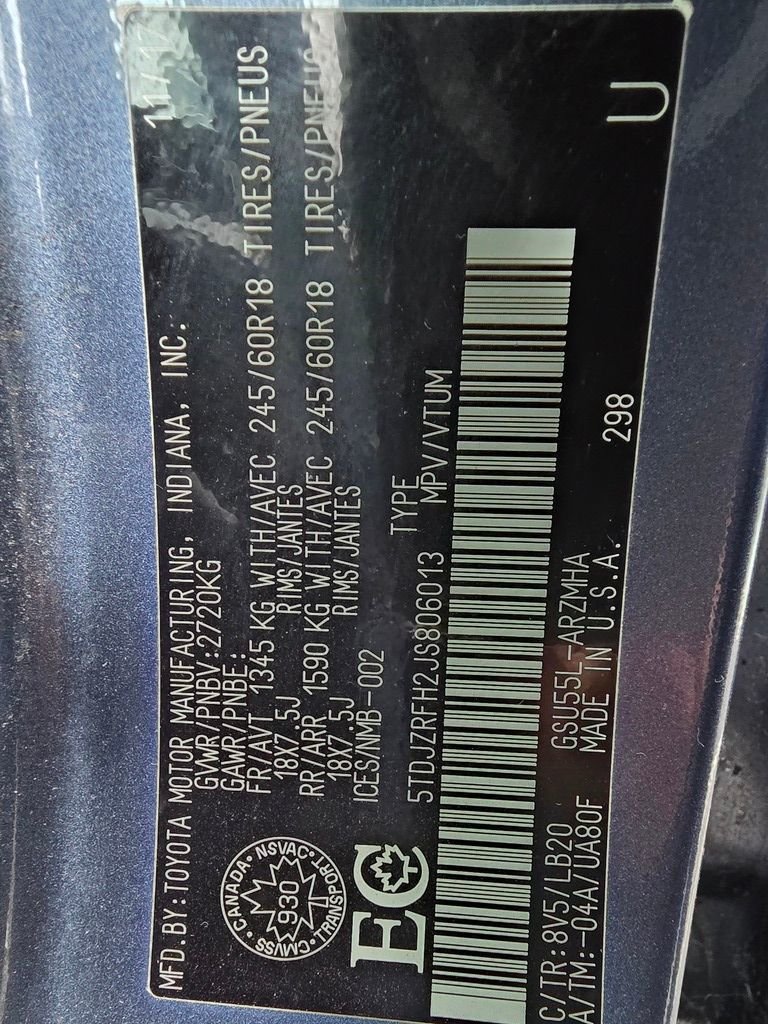 MFD.BY:TOYOTA MOTOR MANUFACTURING, INDIANA, INC. 11/17
GVWR/PNBV:2720KG
GAWR/PNBE:
FR/AVT 1345 KG WITH/AVEC 245/60R18 TIRES/PNEUS
18X7.5J RIMS/JANTES
RR/ARR 1590 KG WITH/AVEC 245/60R18 TIRES/PNEUS
18X7.5J RIMS/JANTES
ICES/NMB-002
CANADA • NSVAC • TRANSPORT • CMVSS
930
EC
TYPE
5TDJZRFH2JS806013 MPV/VTUM
C/TR:8V5/LB20 GSU55L-ARZMHA
A/TM:-04A/UA80F MADE IN U.S.A. 298
U